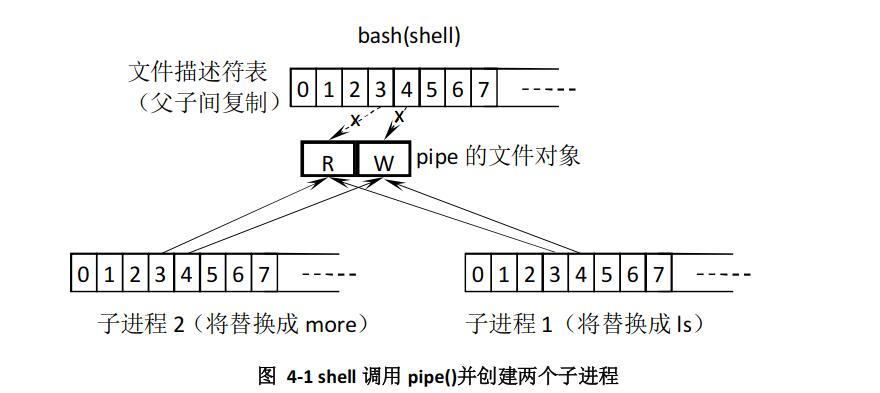 bash(shell)
文件描述符表
（父子间复制）
0 1 2 3 4 5 6 7
x x
R W
pipe 的文件对象
0 1 2 3 4 5 6 7
0 1 2 3 4 5 6 7
子进程 2（将替换成 more）
子进程 1（将替换成 ls）
图 4-1 shell 调用 pipe()并创建两个子进程